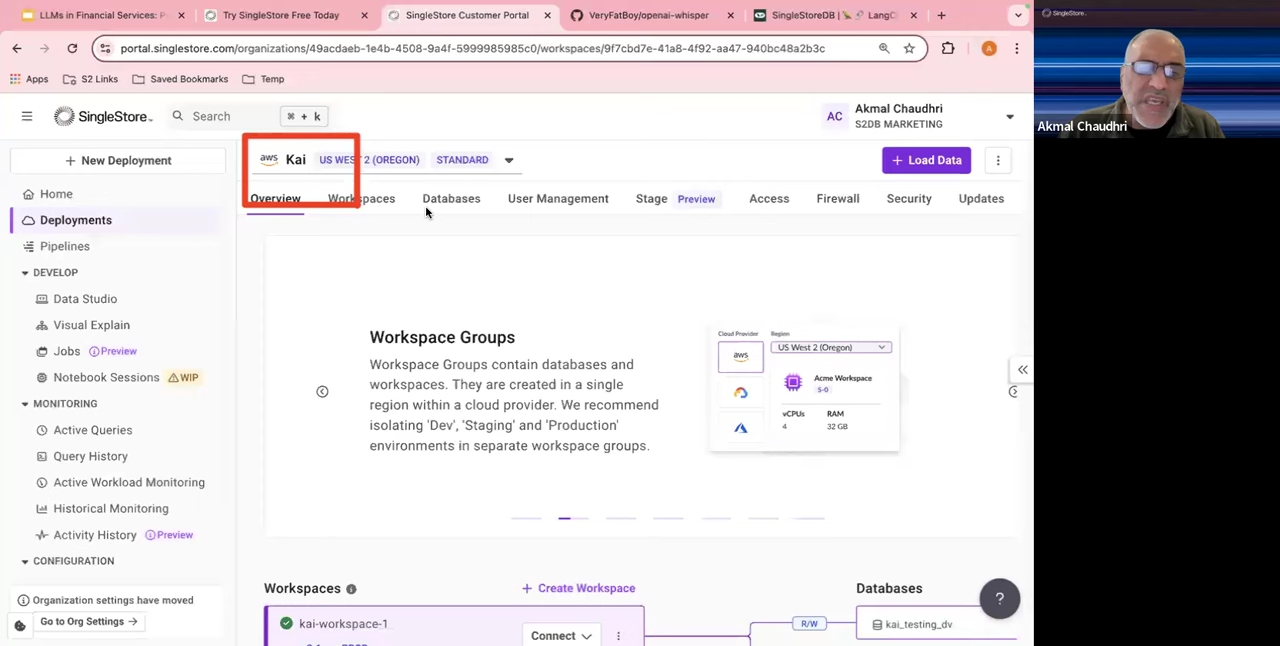 LLMs in Financial Services: P
Try SingleStore Free Today
SingleStore Customer Portal
VeryFatBoy/openai-whisper
SingleStoreDB | 🦜🔗 LangC
portal.singlestore.com/organizations/49acdaeb-1e4b-4508-9a4f-5999985985c0/workspaces/9f7cbd7e-41a8-4f92-aa47-940bc48a2b3c
Apps
S2 Links
Saved Bookmarks
Temp
SingleStore
Search
⌘ + k
AC
Akmal Chaudhri
S2DB MARKETING
+ New Deployment
Home
Deployments
Pipelines
DEVELOP
Data Studio
Visual Explain
Jobs Preview
Notebook Sessions WIP
MONITORING
Active Queries
Query History
Active Workload Monitoring
Historical Monitoring
Activity History Preview
CONFIGURATION
Organization settings have moved
Go to Org Settings →
aws Kai US WEST 2 (OREGON) STANDARD
+ Load Data
Overview
Workspaces
Databases
User Management
Stage Preview
Access
Firewall
Security
Updates
Workspace Groups
Workspace Groups contain databases and
workspaces. They are created in a single
region within a cloud provider. We recommend
isolating 'Dev', 'Staging' and 'Production'
environments in separate workspace groups.
Cloud Provider
Region
aws
US West 2 (Oregon)
Acme Workspace
S-0
vCPUs
RAM
4
32 GB
Workspaces
+ Create Workspace
Databases
kai-workspace-1
Connect
R/W
kai_testing_dv
?
SingleStore
Akmal Chaudhri